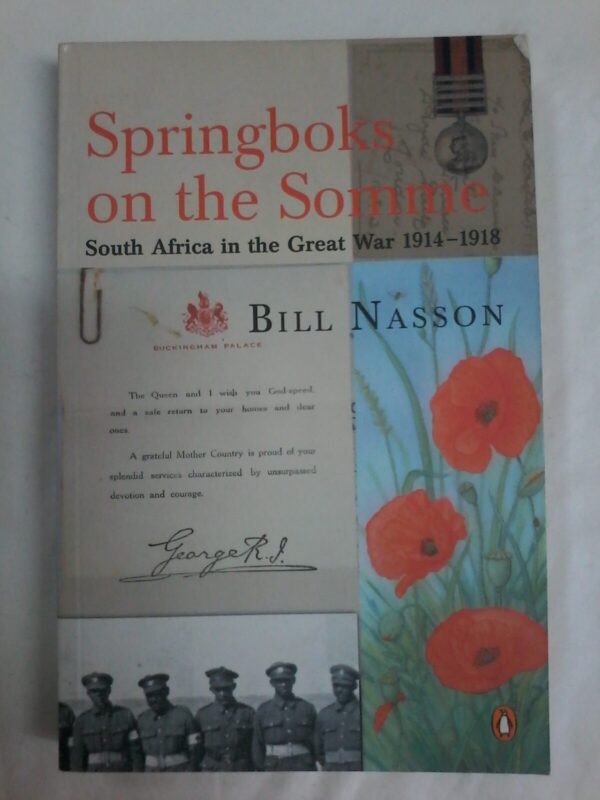 Springboks
on the Somme
South Africa in the Great War 1914–1918
BILL NASSON
BUCKINGHAM PALACE
The Queen and I wish you God-speed,
and a safe return to your homes and dear
ones.
A grateful Mother Country is proud of your
splendid services characterized by unsurpassed
devotion and courage.
George R.I.